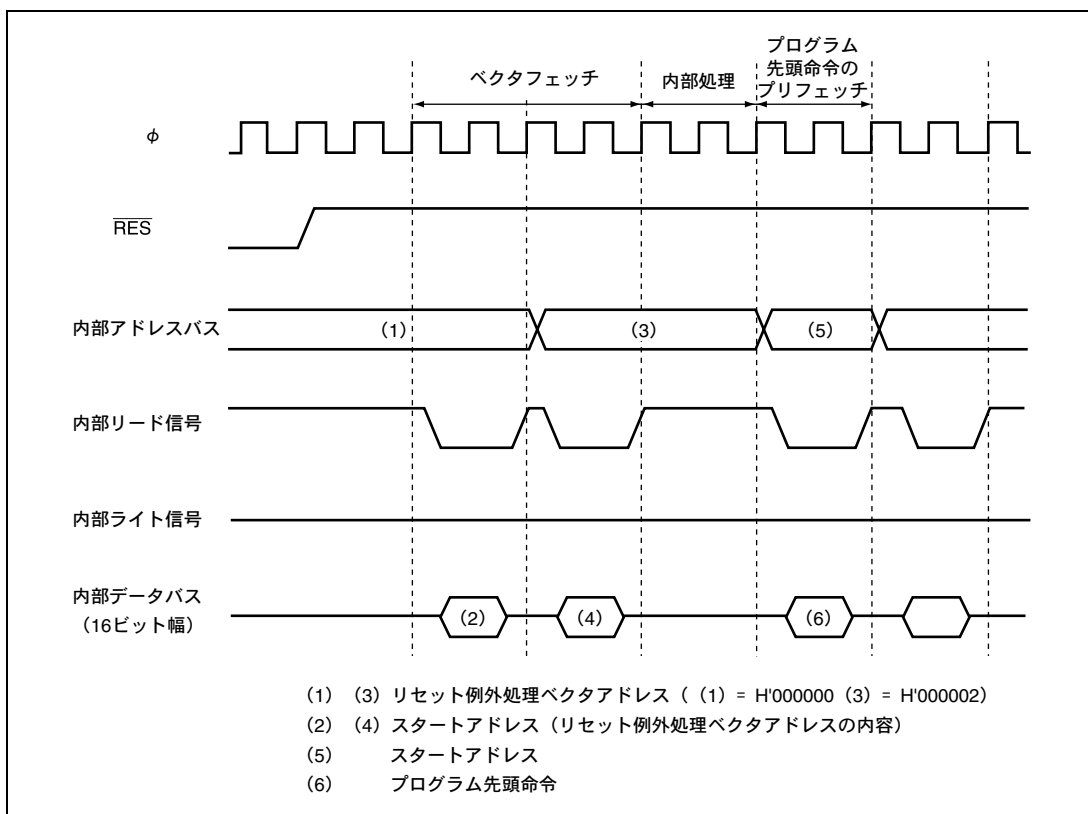 ベクタフェッチ
内部処理
プログラム
先頭命令の
プリフェッチ
φ
RES
内部アドレスバス
(1)
(3)
(5)
内部リード信号
内部ライト信号
内部データバス
（16ビット幅）
(2)
(4)
(6)
(1) (3) リセット例外処理ベクタアドレス（ (1) = H'000000 (3) = H'000002）
(2) (4) スタートアドレス（リセット例外処理ベクタアドレスの内容）
(5) スタートアドレス
(6) プログラム先頭命令